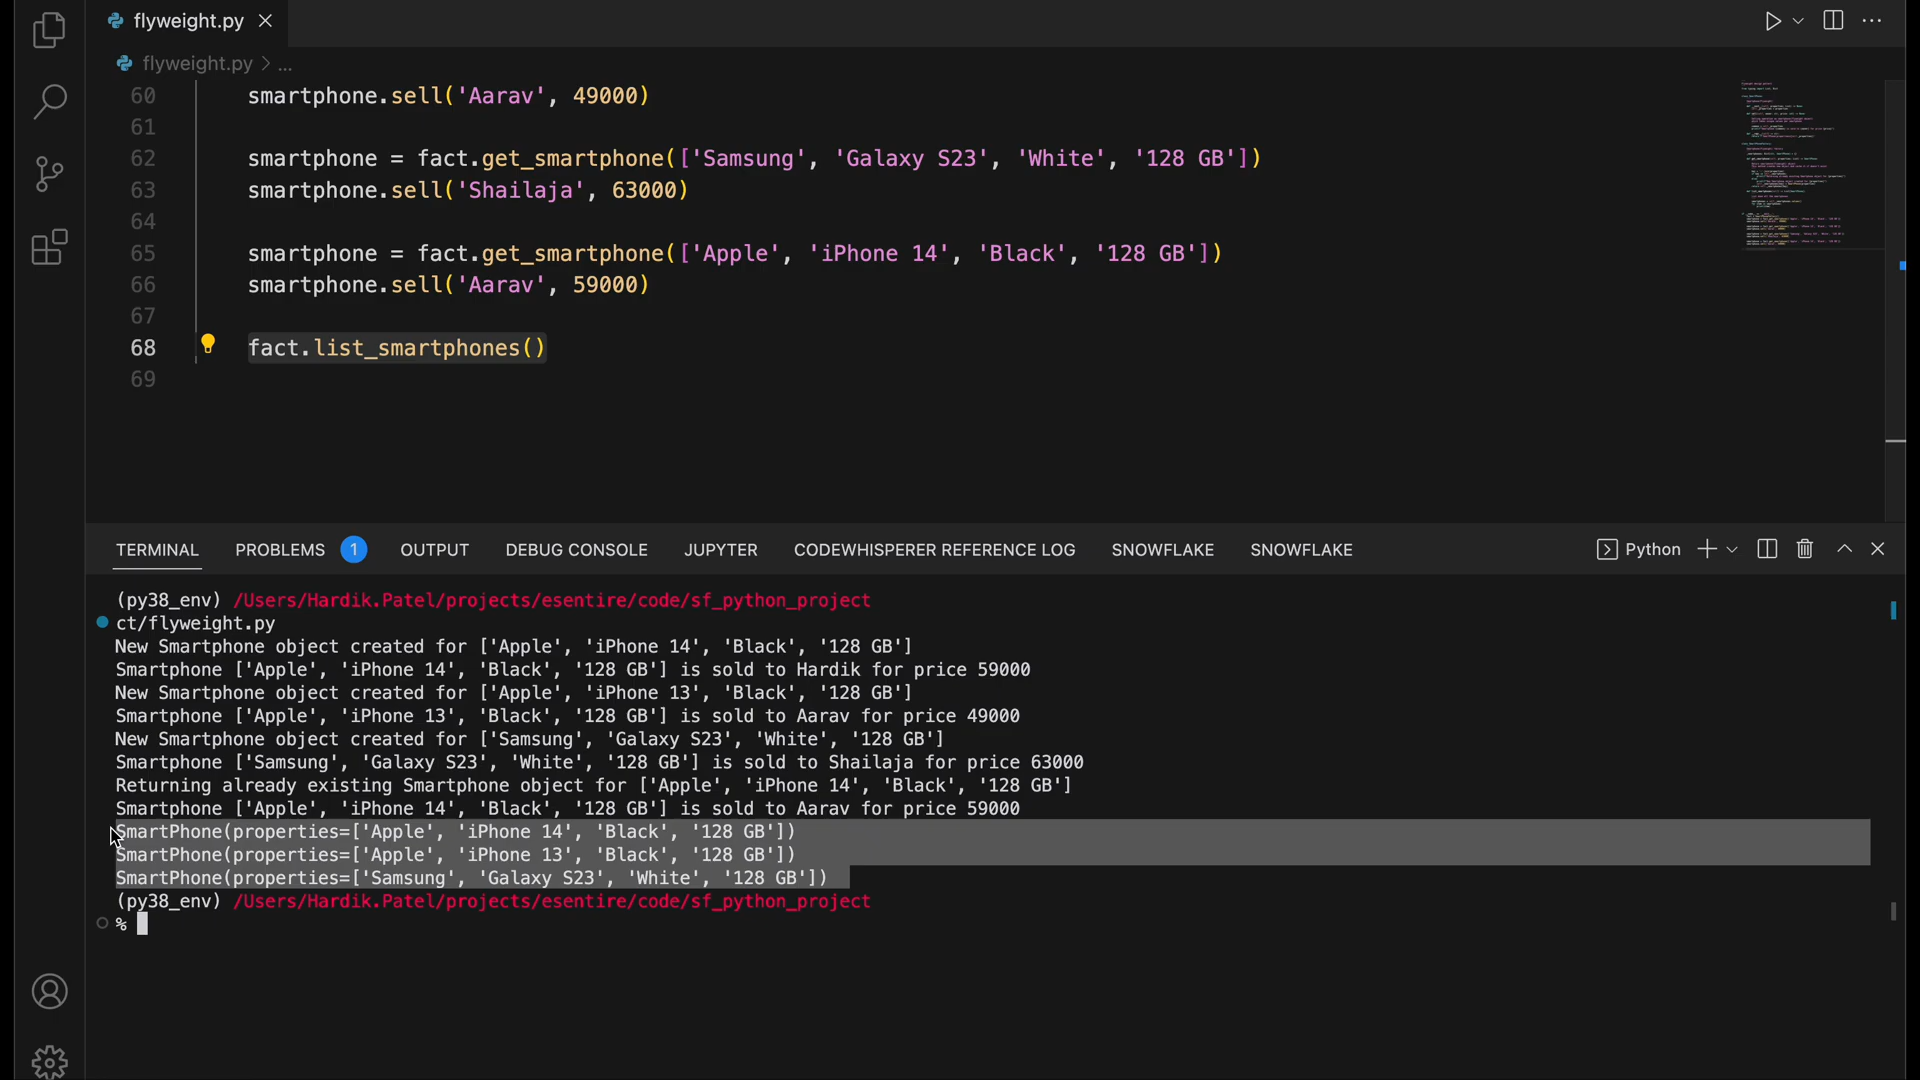 flyweight.py
flyweight.py > ...
60 smartphone.sell('Aarav', 49000)
61
62 smartphone = fact.get_smartphone(['Samsung', 'Galaxy S23', 'White', '128 GB'])
63 smartphone.sell('Shailaja', 63000)
64
65 smartphone = fact.get_smartphone(['Apple', 'iPhone 14', 'Black', '128 GB'])
66 smartphone.sell('Aarav', 59000)
67
68 fact.list_smartphones()
69
TERMINAL PROBLEMS 1 OUTPUT DEBUG CONSOLE JUPYTER CODEWHISPERER REFERENCE LOG SNOWFLAKE SNOWFLAKE Python
(py38_env) /Users/Hardik.Patel/projects/esentire/code/sf_python_project
ct/flyweight.py
New Smartphone object created for ['Apple', 'iPhone 14', 'Black', '128 GB']
Smartphone ['Apple', 'iPhone 14', 'Black', '128 GB'] is sold to Hardik for price 59000
New Smartphone object created for ['Apple', 'iPhone 13', 'Black', '128 GB']
Smartphone ['Apple', 'iPhone 13', 'Black', '128 GB'] is sold to Aarav for price 49000
New Smartphone object created for ['Samsung', 'Galaxy S23', 'White', '128 GB']
Smartphone ['Samsung', 'Galaxy S23', 'White', '128 GB'] is sold to Shailaja for price 63000
Returning already existing Smartphone object for ['Apple', 'iPhone 14', 'Black', '128 GB']
Smartphone ['Apple', 'iPhone 14', 'Black', '128 GB'] is sold to Aarav for price 59000
SmartPhone(properties=['Apple', 'iPhone 14', 'Black', '128 GB'])
SmartPhone(properties=['Apple', 'iPhone 13', 'Black', '128 GB'])
SmartPhone(properties=['Samsung', 'Galaxy S23', 'White', '128 GB'])
(py38_env) /Users/Hardik.Patel/projects/esentire/code/sf_python_project
%